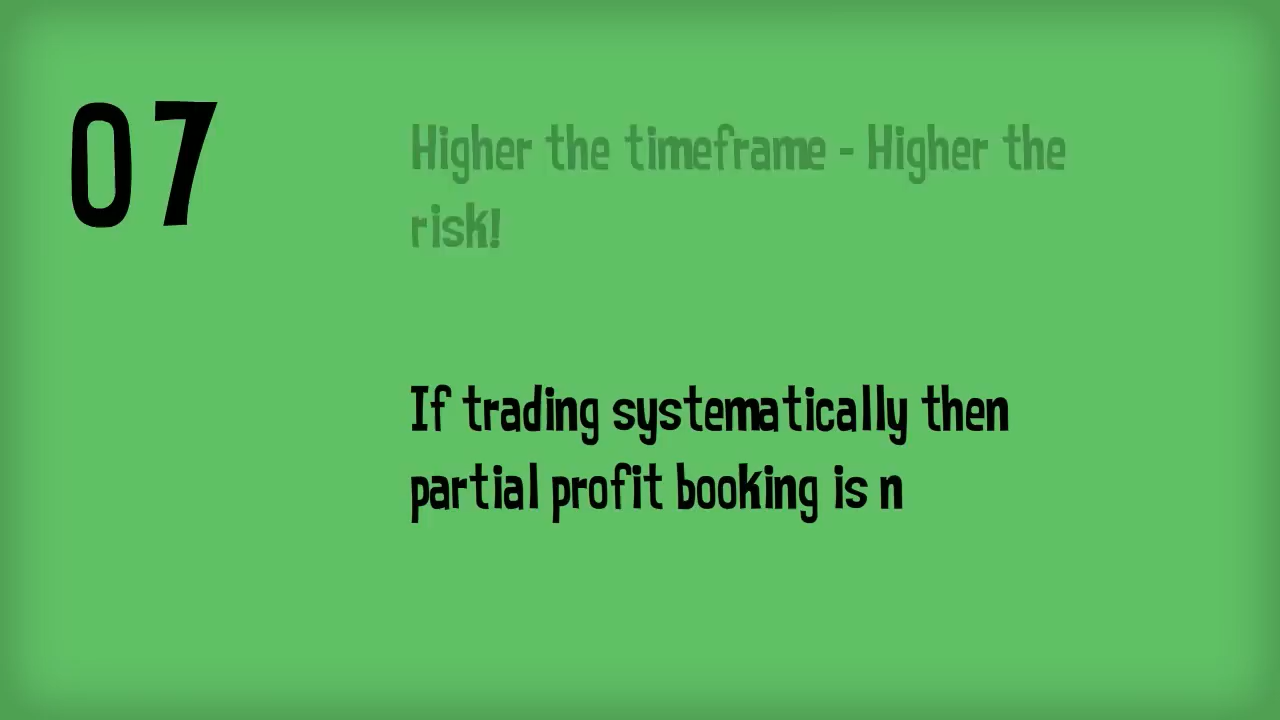 07
Higher the timeframe - Higher the
risk!
If trading systematically then
partial profit booking is n